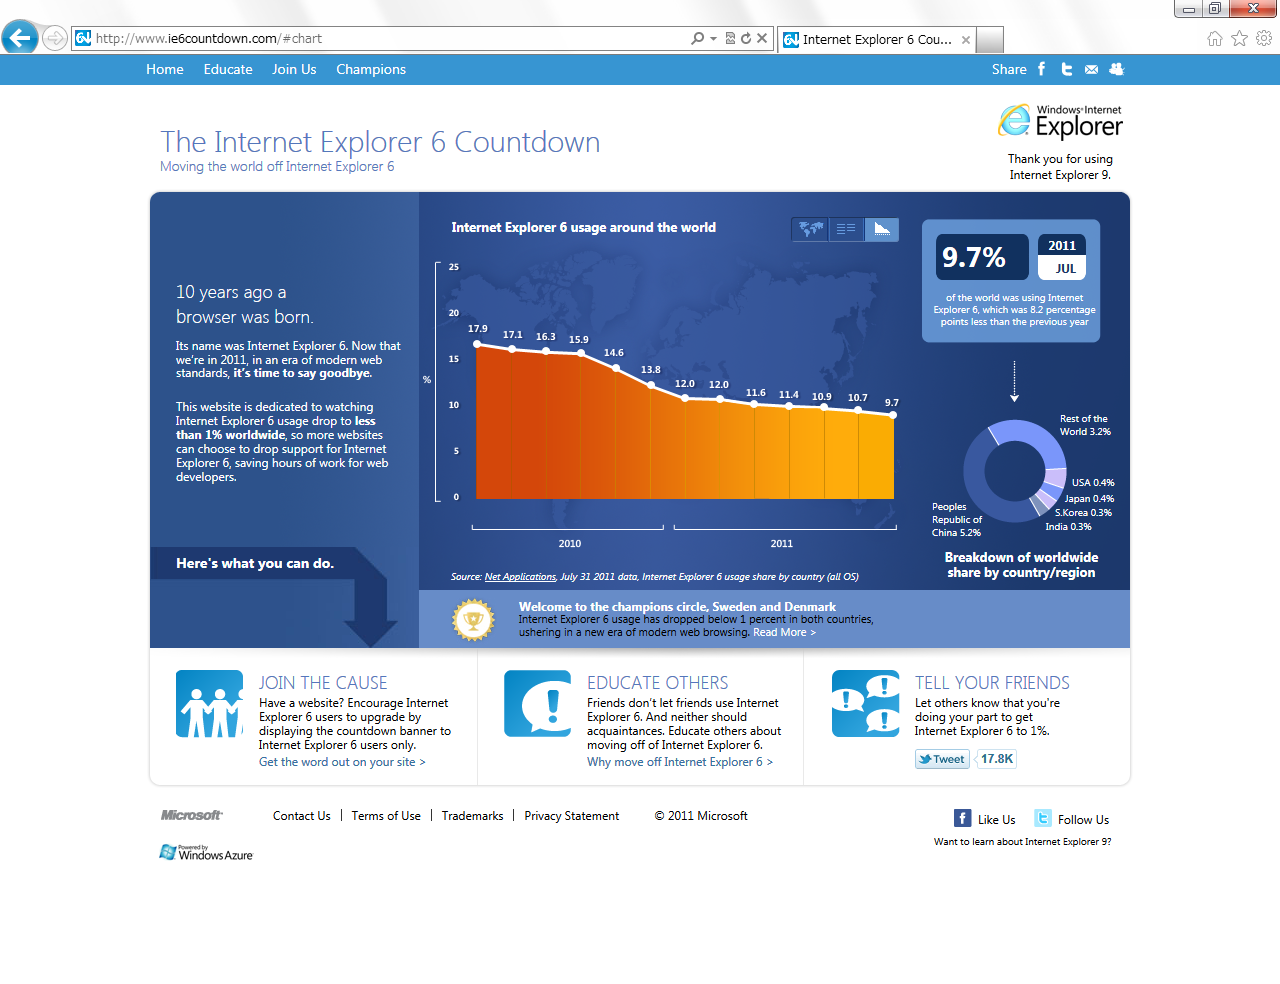 http://www.ie6countdown.com/#chart
Internet Explorer 6 Cou...
Home Educate Join Us Champions
Share
Windows Internet
Explorer
Thank you for using
Internet Explorer 9.
The Internet Explorer 6 Countdown
Moving the world off Internet Explorer 6
10 years ago a
browser was born.
Its name was Internet Explorer 6. Now that
we're in 2011, in an era of modern web
standards, it's time to say goodbye.
This website is dedicated to watching
Internet Explorer 6 usage drop to less
than 1% worldwide, so more websites
can choose to drop support for Internet
Explorer 6, saving hours of work for web
developers.
Here's what you can do.
Internet Explorer 6 usage around the world
25
20
15
10
5
0
%
17.9 17.1 16.3 15.9 14.6 13.8 12.0 12.0 11.6 11.4 10.9 10.7 9.7
2010 2011
Source: Net Applications, July 31 2011 data, Internet Explorer 6 usage share by country (all OS)
9.7%
2011
JUL
of the world was using Internet
Explorer 6, which was 8.2 percentage
points less than the previous year
Rest of the
World 3.2%
USA 0.4%
Japan 0.4%
S.Korea 0.3%
India 0.3%
Peoples
Republic of
China 5.2%
Breakdown of worldwide
share by country/region
Welcome to the champions circle, Sweden and Denmark
Internet Explorer 6 usage has dropped below 1 percent in both countries,
ushering in a new era of modern web browsing. Read More >
JOIN THE CAUSE
Have a website? Encourage Internet
Explorer 6 users to upgrade by
displaying the countdown banner to
Internet Explorer 6 users only.
Get the word out on your site >
EDUCATE OTHERS
Friends don't let friends use Internet
Explorer 6. And neither should
acquaintances. Educate others about
moving off of Internet Explorer 6.
Why move off Internet Explorer 6 >
TELL YOUR FRIENDS
Let others know that you're
doing your part to get
Internet Explorer 6 to 1%.
Tweet 17.8K
Microsoft
Contact Us | Terms of Use | Trademarks | Privacy Statement © 2011 Microsoft
Like Us Follow Us
Want to learn about Internet Explorer 9?
Powered by
Windows Azure